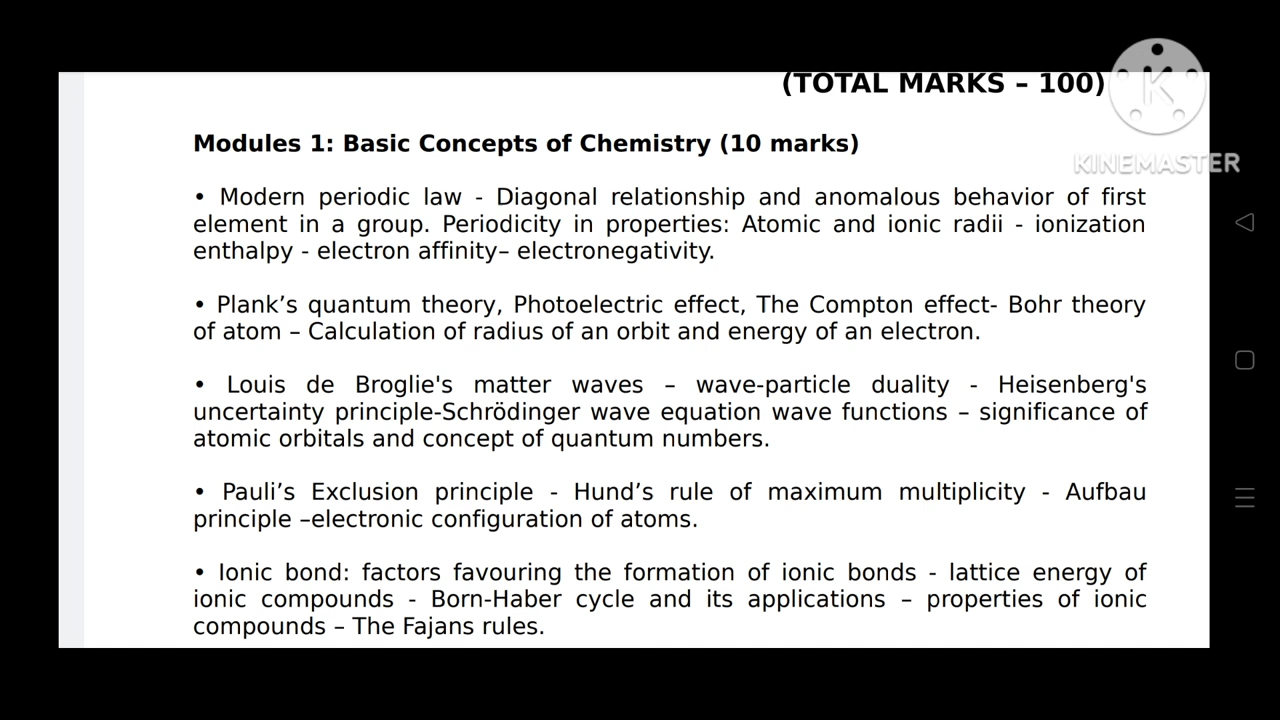 (TOTAL MARKS – 100)
KINEMASTER
Modules 1: Basic Concepts of Chemistry (10 marks)
• Modern periodic law - Diagonal relationship and anomalous behavior of first
element in a group. Periodicity in properties: Atomic and ionic radii - ionization
enthalpy - electron affinity– electronegativity.
• Plank’s quantum theory, Photoelectric effect, The Compton effect- Bohr theory
of atom – Calculation of radius of an orbit and energy of an electron.
• Louis de Broglie's matter waves – wave-particle duality - Heisenberg's
uncertainty principle-Schrödinger wave equation wave functions – significance of
atomic orbitals and concept of quantum numbers.
• Pauli’s Exclusion principle - Hund’s rule of maximum multiplicity - Aufbau
principle –electronic configuration of atoms.
• Ionic bond: factors favouring the formation of ionic bonds - lattice energy of
ionic compounds - Born-Haber cycle and its applications – properties of ionic
compounds – The Fajans rules.